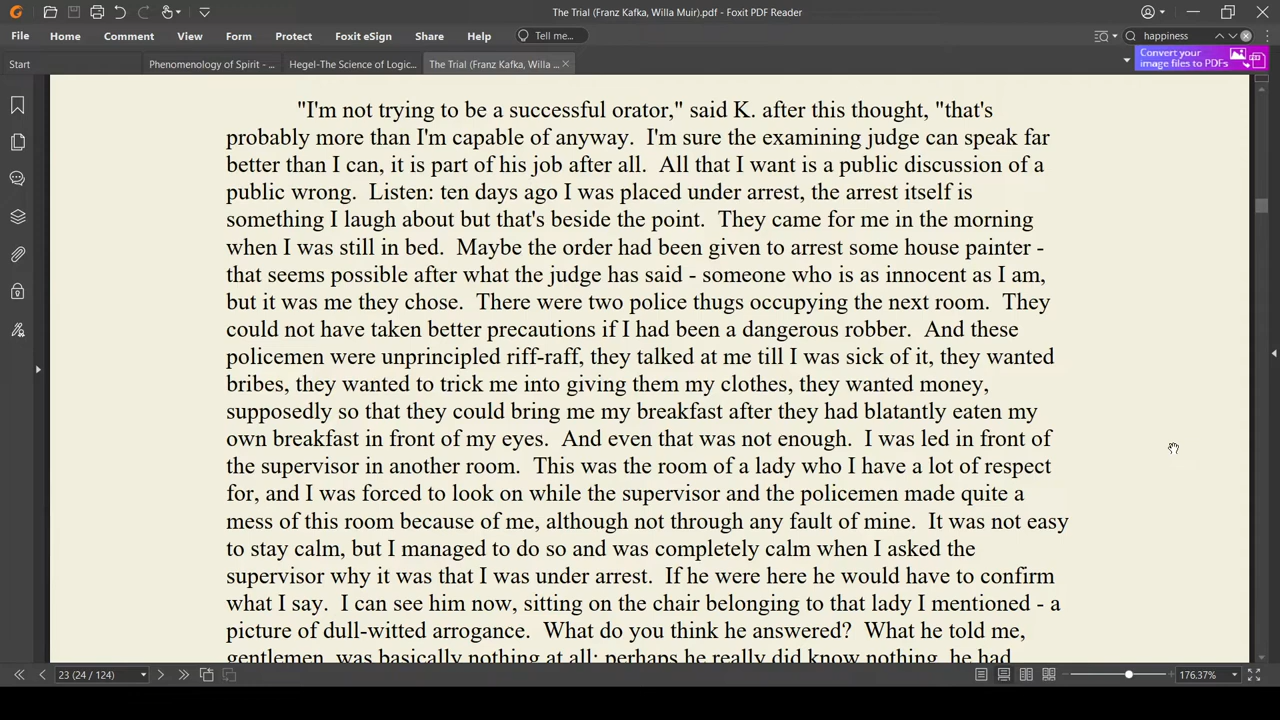 The Trial (Franz Kafka, Willa Muir).pdf - Foxit PDF Reader
File Home Comment View Form Protect Foxit eSign Share Help Tell me... happiness
Start Phenomenology of Spirit - ... Hegel-The Science of Logic... The Trial (Franz Kafka, Willa ... Convert your image files to PDFs
"I'm not trying to be a successful orator," said K. after this thought, "that's
probably more than I'm capable of anyway. I'm sure the examining judge can speak far
better than I can, it is part of his job after all. All that I want is a public discussion of a
public wrong. Listen: ten days ago I was placed under arrest, the arrest itself is
something I laugh about but that's beside the point. They came for me in the morning
when I was still in bed. Maybe the order had been given to arrest some house painter -
that seems possible after what the judge has said - someone who is as innocent as I am,
but it was me they chose. There were two police thugs occupying the next room. They
could not have taken better precautions if I had been a dangerous robber. And these
policemen were unprincipled riff-raff, they talked at me till I was sick of it, they wanted
bribes, they wanted to trick me into giving them my clothes, they wanted money,
supposedly so that they could bring me my breakfast after they had blatantly eaten my
own breakfast in front of my eyes. And even that was not enough. I was led in front of
the supervisor in another room. This was the room of a lady who I have a lot of respect
for, and I was forced to look on while the supervisor and the policemen made quite a
mess of this room because of me, although not through any fault of mine. It was not easy
to stay calm, but I managed to do so and was completely calm when I asked the
supervisor why it was that I was under arrest. If he were here he would have to confirm
what I say. I can see him now, sitting on the chair belonging to that lady I mentioned - a
picture of dull-witted arrogance. What do you think he answered? What he told me,
gentlemen, was basically nothing at all; perhaps he really did know nothing, he had
23 (24 / 124) 176.37%